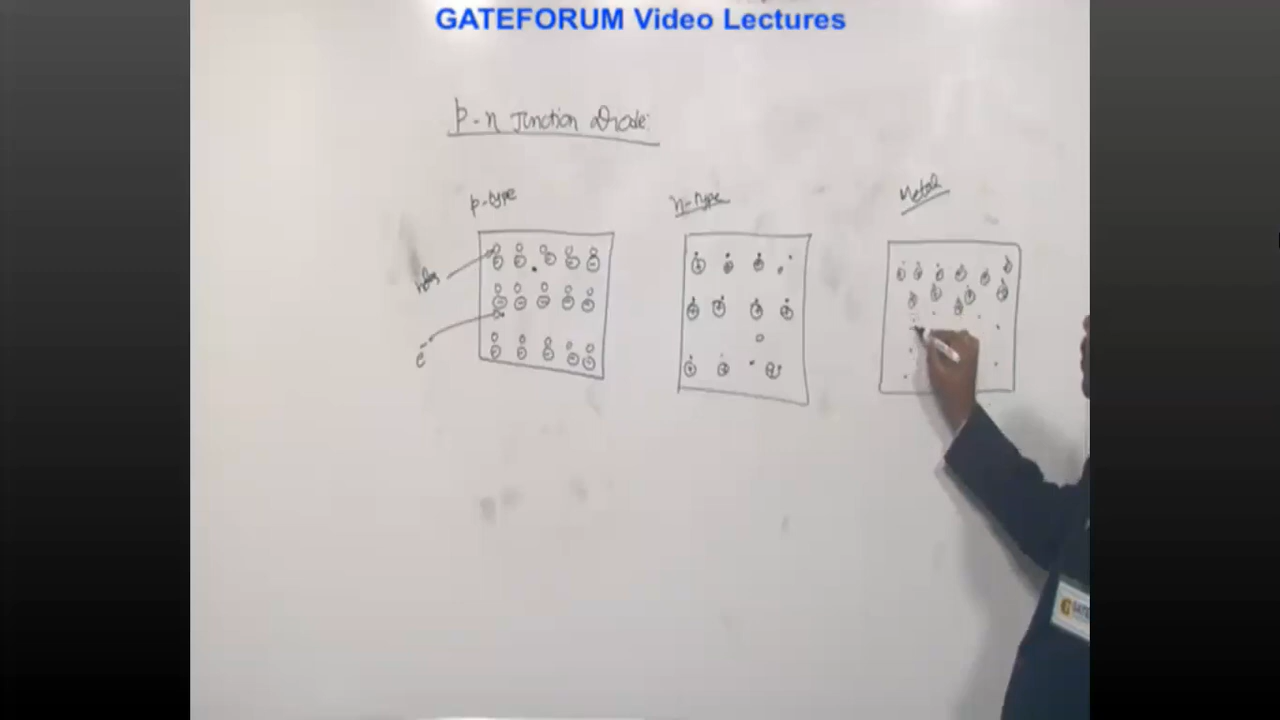 GATEFORUM Video Lectures
p-n Junction Diode:
p-type
n-type
Metal
holes
e⁻